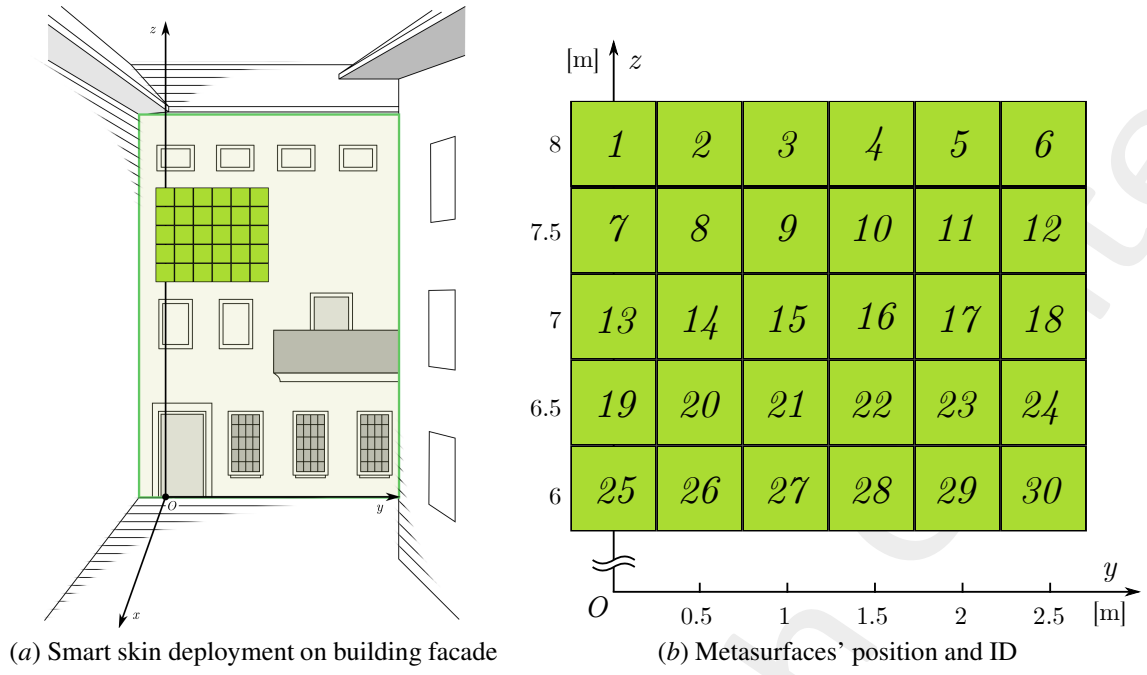 z
O
y
x
(a) Smart skin deployment on building facade
[m] z
8 1 2 3 4 5 6
7.5 7 8 9 10 11 12
7 13 14 15 16 17 18
6.5 19 20 21 22 23 24
6 25 26 27 28 29 30
y
O 0.5 1 1.5 2 2.5 [m]
(b) Metasurfaces’ position and ID